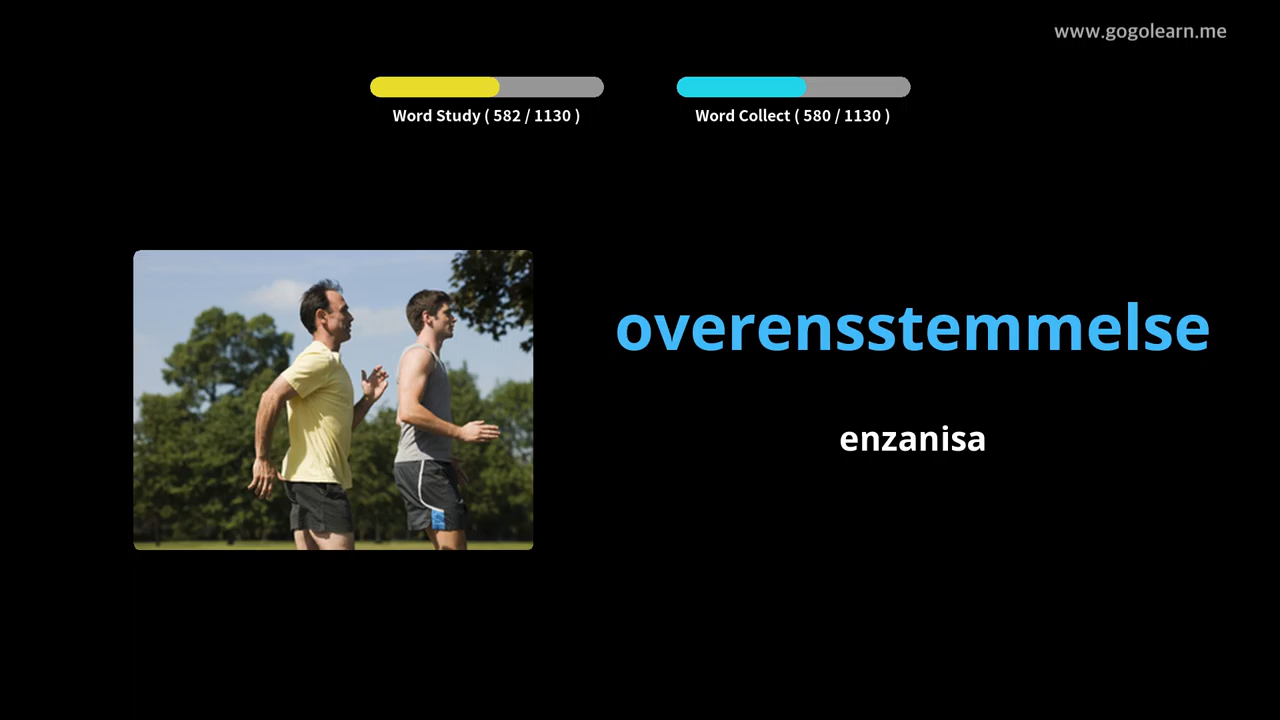 www.gogolearn.me
Word Study ( 582 / 1130 )
Word Collect ( 580 / 1130 )
overensstemmelse
enzanisa